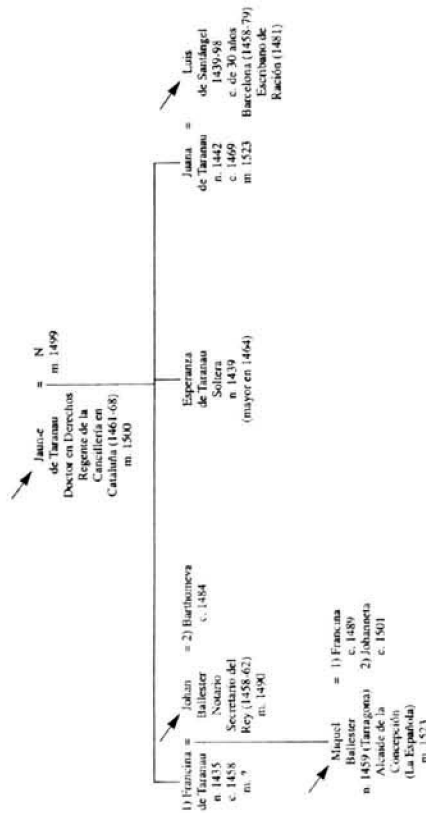 Jaume = N
de Taranau m. 1499
Doctor en Derechos
Regente de la
Cancillería en
Cataluña (1461-68)
m. 1500
1) Francina =
de Taranau
n. 1435
c. 1458
m. ?
Johan
Ballester
Notario
Secretario del
Rey (1458-62)
m. 1490
= 2) Barthomeva
c. 1484
Esperanza
de Taranau
Soltera
n. 1439
(mayor en 1464)
Juana =
de Taranau
n. 1442
c. 1469
m. 1523
Luis
de Santángel
1439-98
c. de 30 años
Barcelona (1458-79)
Escribano de
Ración (1481)
Miquel
Ballester
n. 1459 (Tarragona)
Alcaide de la
Concepción
(La Española)
m. 1523
= 1) Francina
c. 1489
2) Johanneta
c. 1501